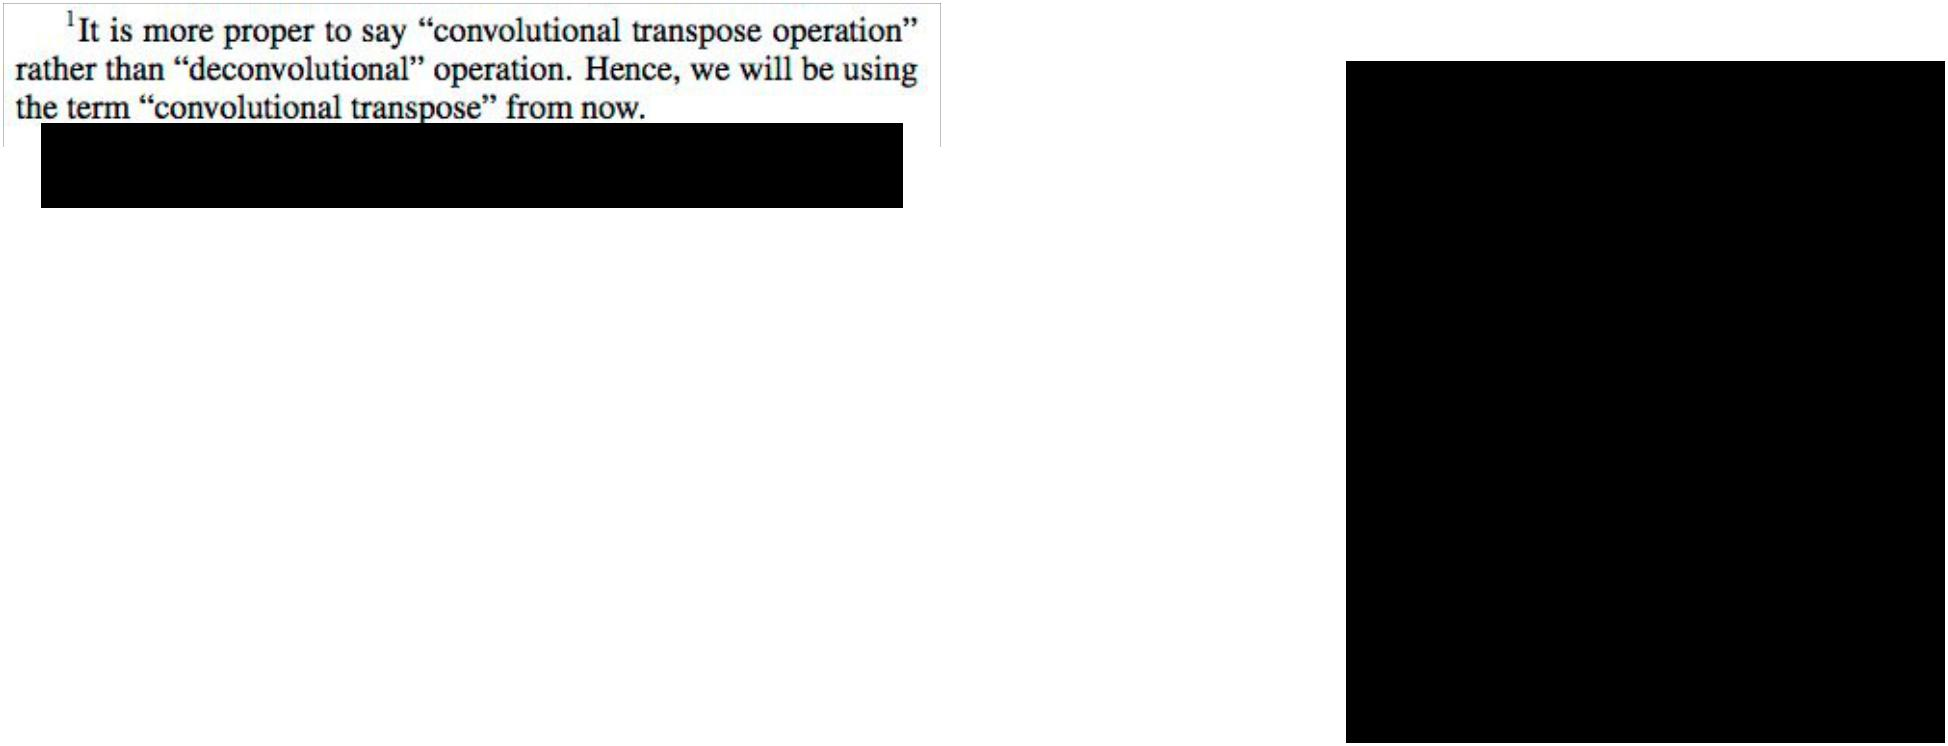 ¹It is more proper to say “convolutional transpose operation”
rather than “deconvolutional” operation. Hence, we will be using
the term “convolutional transpose” from now.